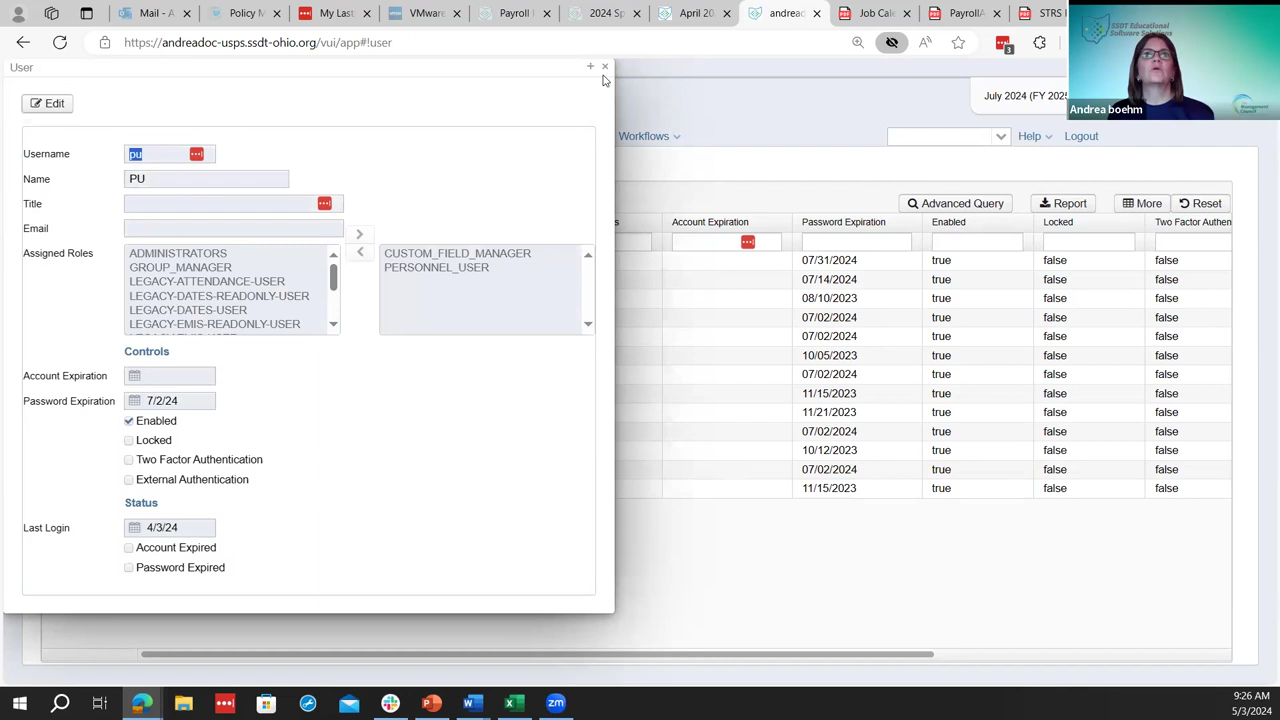 Mail - A
Policy M
My Last
VMware
Payroll
2024 Sp
April 20
andreadc
Job Calc
Payroll
STRS
https://andreadoc-usps.ssdt-ohio.org/vui/app#!user
3
SSDT Educational
Software Solutions
Management
Council
Andrea boehm
User
Edit
July 2024 (FY 2025
Workflows
Help
Logout
Username
pu
Name
PU
Title
Email
Assigned Roles
ADMINISTRATORS
GROUP_MANAGER
LEGACY-ATTENDANCE-USER
LEGACY-DATES-READONLY-USER
LEGACY-DATES-USER
LEGACY-EMIS-READONLY-USER
CUSTOM_FIELD_MANAGER
PERSONNEL_USER
Controls
Account Expiration
Password Expiration
7/2/24
Enabled
Locked
Two Factor Authentication
External Authentication
Status
Last Login
4/3/24
Account Expired
Password Expired
Advanced Query
Report
More
Reset
s Account Expiration Password Expiration Enabled Locked Two Factor Authen
07/31/2024 true false false
07/14/2024 true false false
08/10/2023 true false false
07/02/2024 true false false
07/02/2024 true false false
10/05/2023 true false false
07/02/2024 true false false
11/15/2023 true false false
11/21/2023 true false false
07/02/2024 true false false
10/12/2023 true false false
07/02/2024 true false false
11/15/2023 true false false
9:26 AM
5/3/2024